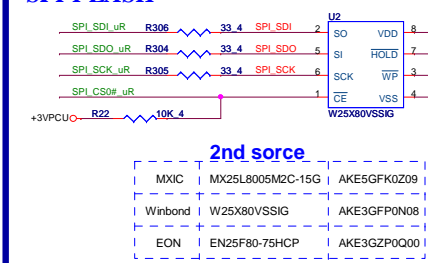 SPI FLASH
U2
SPI_SDI_uR R306 33_4 SPI_SDI 2 SO VDD 8
SPI_SDO_uR R304 33_4 SPI_SDO 5 SI HOLD 7
SPI_SCK_uR R305 33_4 SPI_SCK 6 SCK WP 3
SPI_CS0#_uR 1 CE VSS 4
+3VPCU R22 10K_4 W25X80VSSIG
2nd sorce
MXIC MX25L8005M2C-15G AKE5GFK0Z09
Winbond W25X80VSSIG AKE3GFP0N08
EON EN25F80-75HCP AKE3GZP0Q00